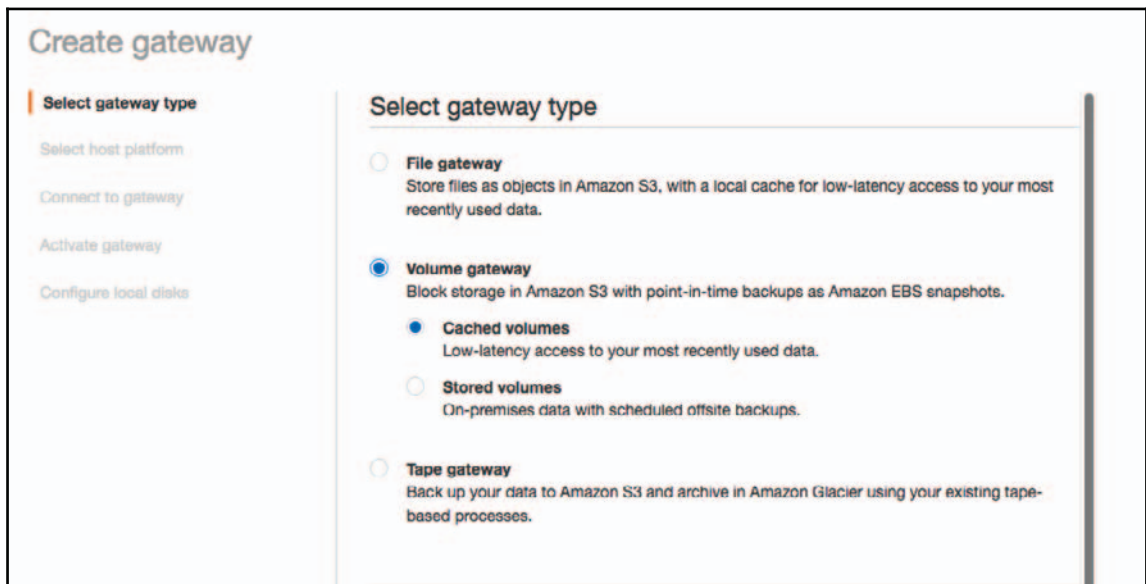 Create gateway
Select gateway type
Select host platform
Connect to gateway
Activate gateway
Configure local disks
Select gateway type
File gateway
Store files as objects in Amazon S3, with a local cache for low-latency access to your most
recently used data.
Volume gateway
Block storage in Amazon S3 with point-in-time backups as Amazon EBS snapshots.
Cached volumes
Low-latency access to your most recently used data.
Stored volumes
On-premises data with scheduled offsite backups.
Tape gateway
Back up your data to Amazon S3 and archive in Amazon Glacier using your existing tape-
based processes.